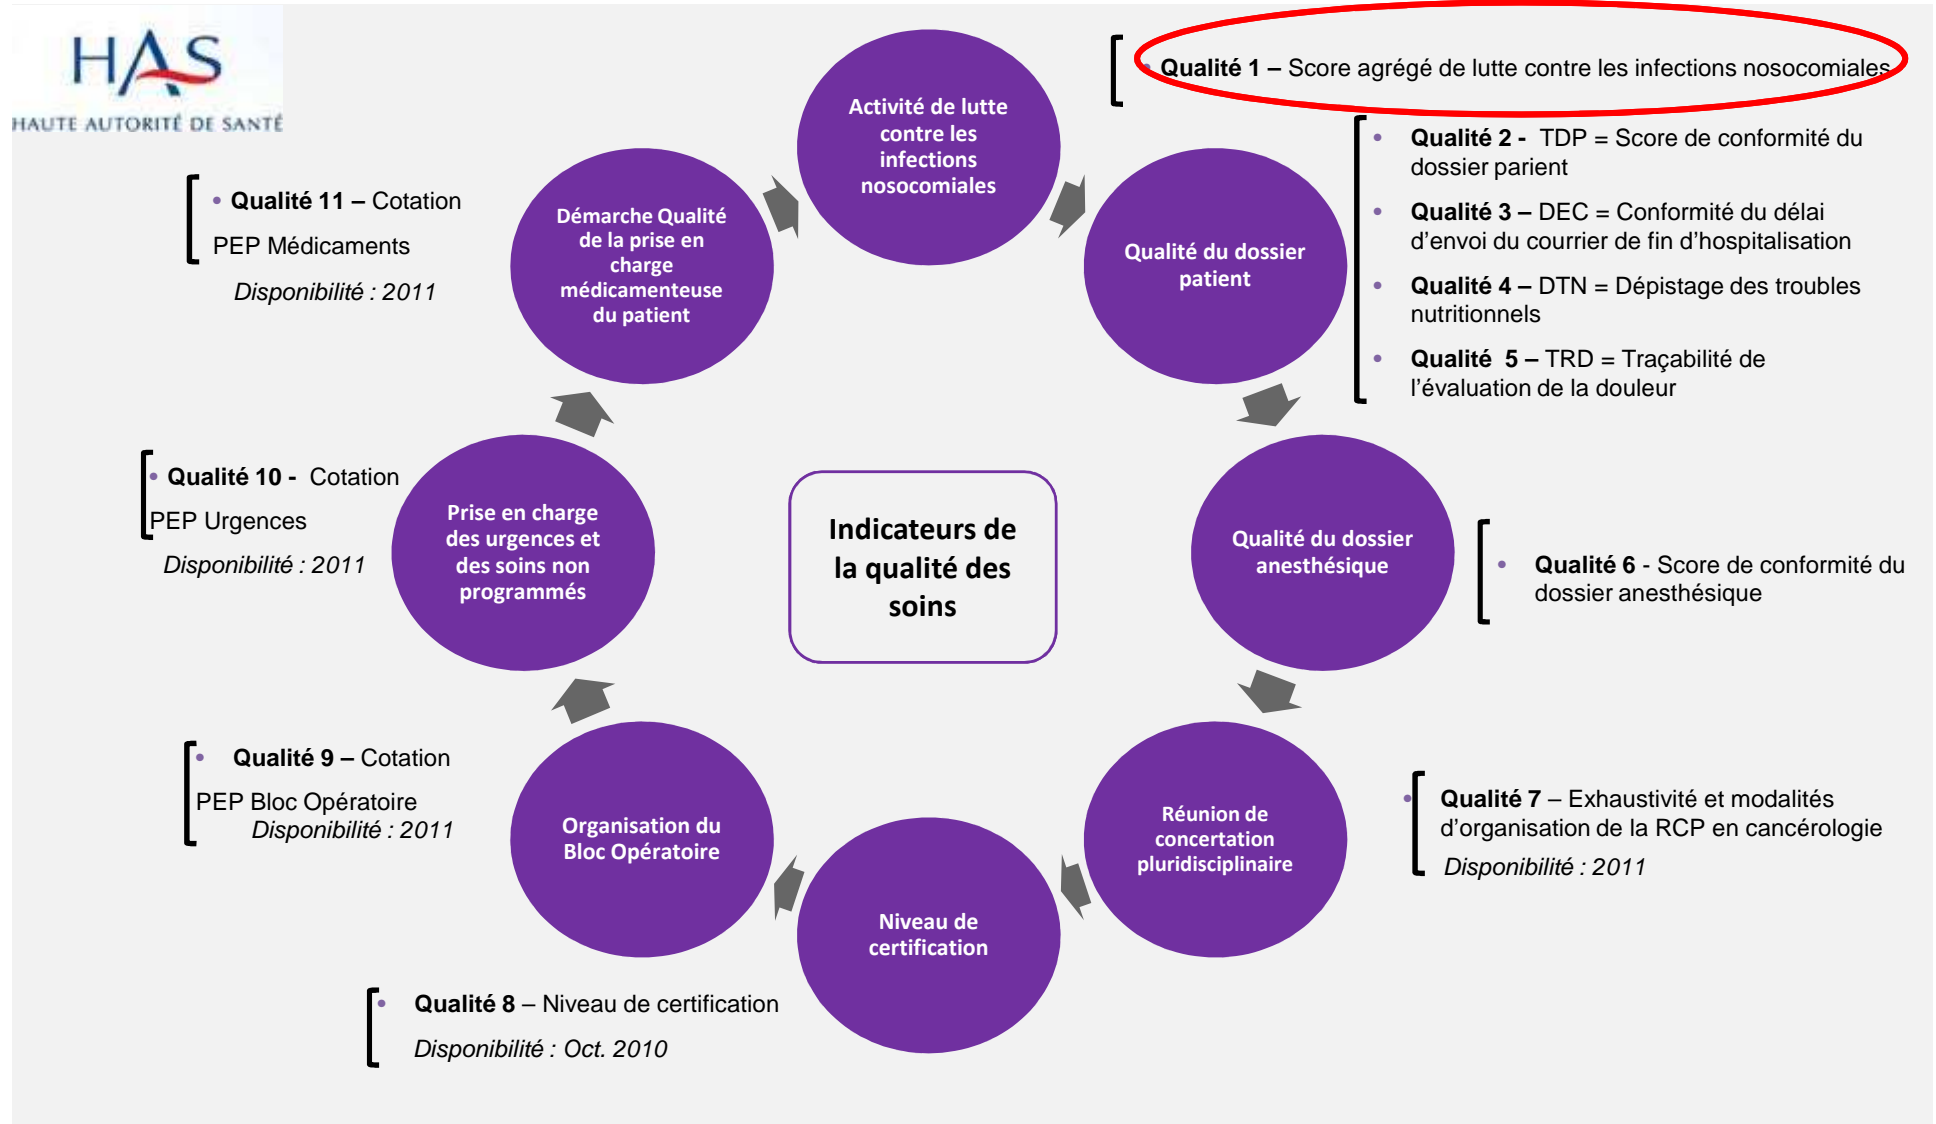 HAS
HAUTE AUTORITÉ DE SANTÉ
Activité de lutte
contre les
infections
nosocomiales
• Qualité 1 – Score agrégé de lutte contre les infections nosocomiales
Qualité du dossier
patient
• Qualité 2 - TDP = Score de conformité du
dossier parient
• Qualité 3 – DEC = Conformité du délai
d’envoi du courrier de fin d’hospitalisation
• Qualité 4 – DTN = Dépistage des troubles
nutritionnels
• Qualité 5 – TRD = Traçabilité de
l’évaluation de la douleur
Qualité du dossier
anesthésique
• Qualité 6 - Score de conformité du
dossier anesthésique
Réunion de
concertation
pluridisciplinaire
• Qualité 7 – Exhaustivité et modalités
d’organisation de la RCP en cancérologie
Disponibilité : 2011
Niveau de
certification
• Qualité 8 – Niveau de certification
Disponibilité : Oct. 2010
Organisation du
Bloc Opératoire
• Qualité 9 – Cotation
PEP Bloc Opératoire
Disponibilité : 2011
Prise en charge
des urgences et
des soins non
programmés
• Qualité 10 - Cotation
PEP Urgences
Disponibilité : 2011
Démarche Qualité
de la prise en
charge
médicamenteuse
du patient
• Qualité 11 – Cotation
PEP Médicaments
Disponibilité : 2011
Indicateurs de
la qualité des
soins